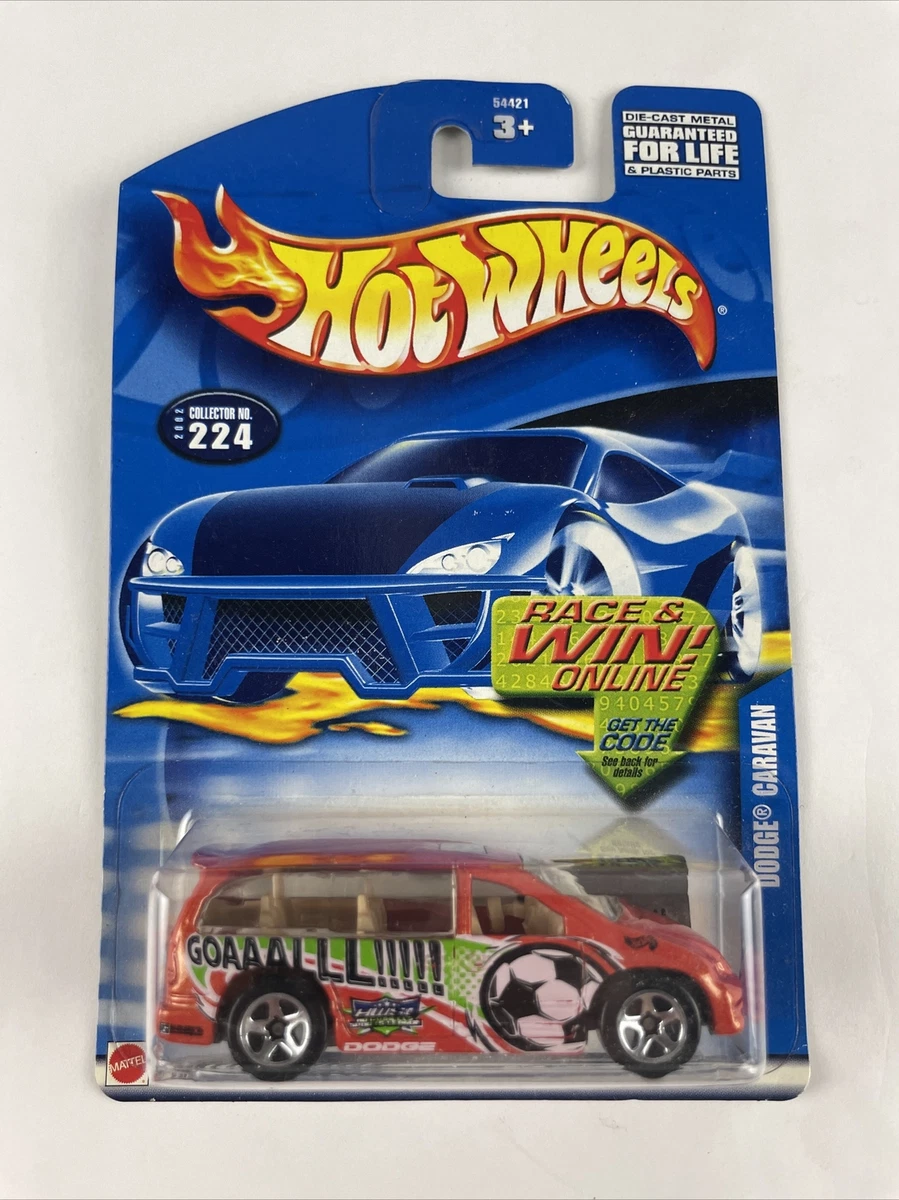 54421
3+
DIE-CAST METAL
GUARANTEED
FOR LIFE
& PLASTIC PARTS
HOT WHEELS®
2002
COLLECTOR NO.
224
RACE &
WIN!
ONLINE
GET THE
CODE
See back for
details
DODGE® CARAVAN
GOAAALLL!!!!!
DODGE
MATTEL